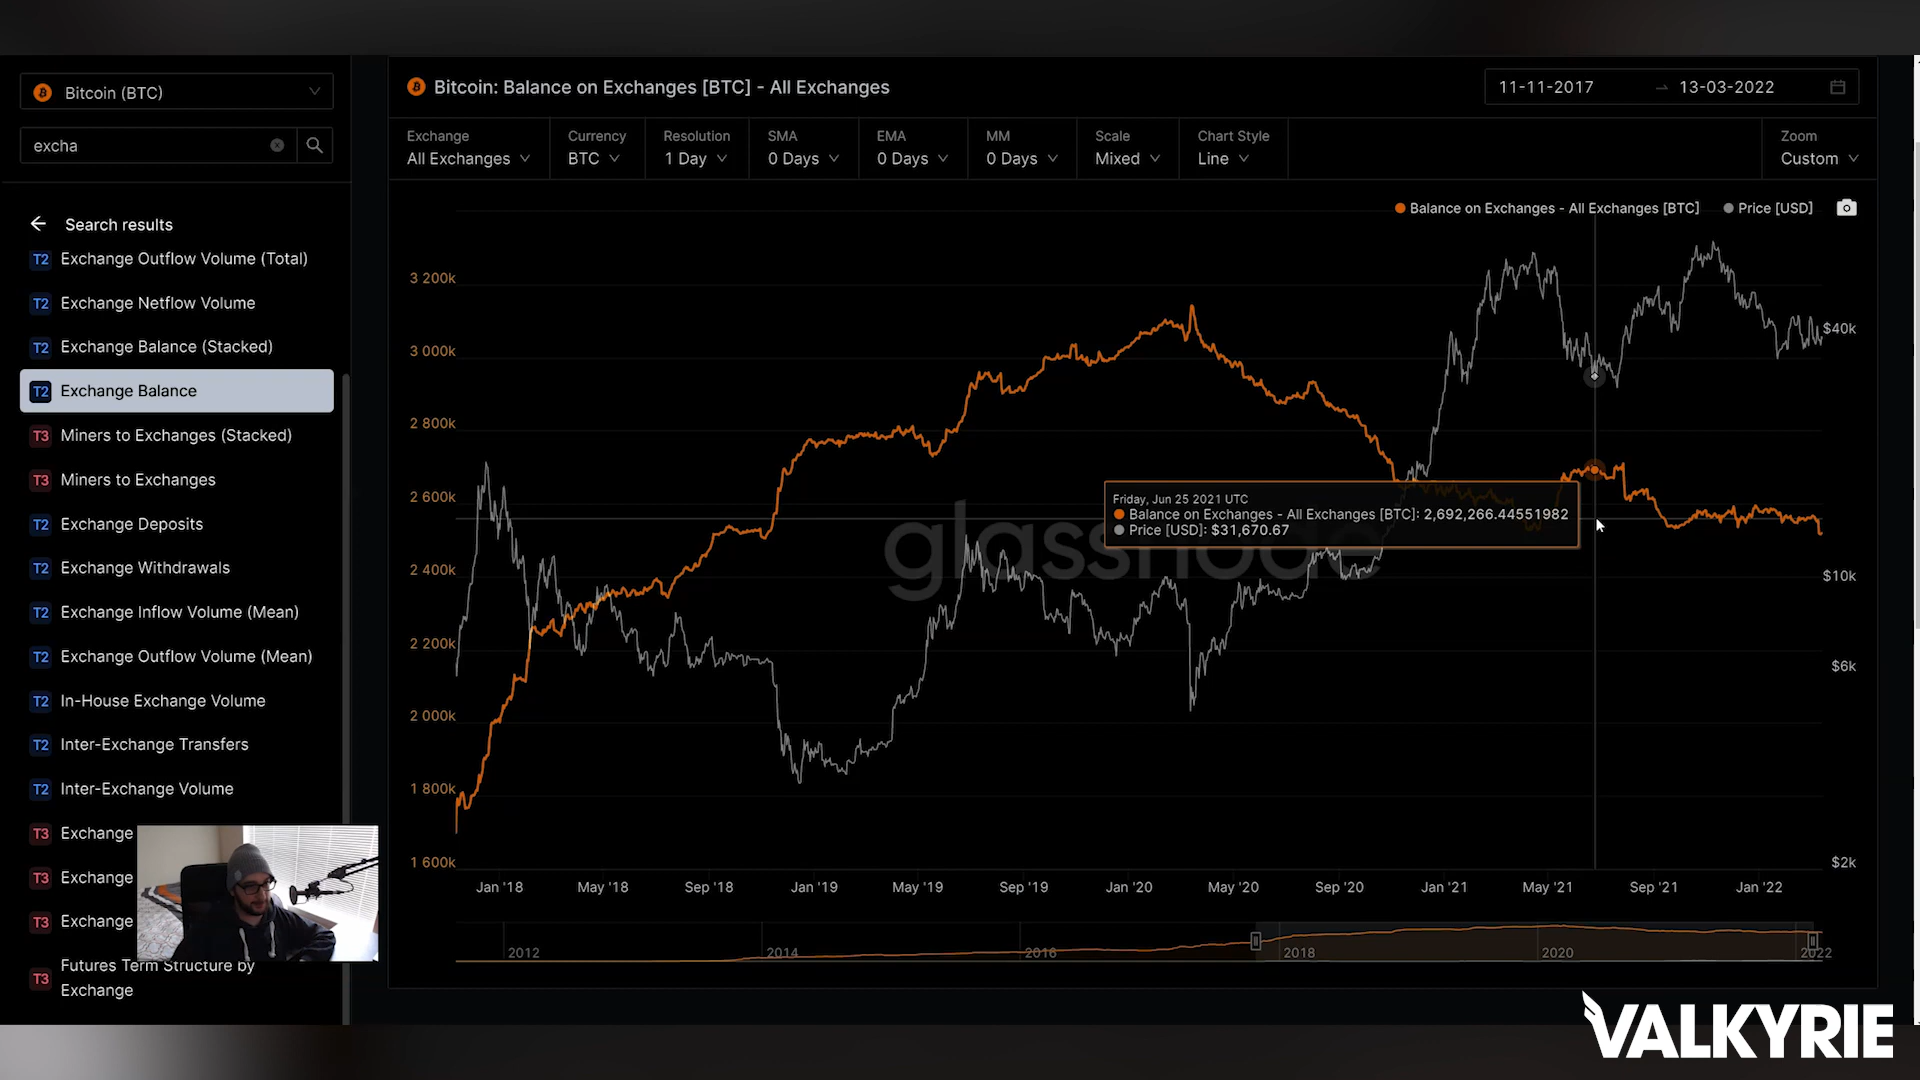 Bitcoin (BTC)
excha
Search results
T2 Exchange Outflow Volume (Total)
T2 Exchange Netflow Volume
T2 Exchange Balance (Stacked)
T2 Exchange Balance
T3 Miners to Exchanges (Stacked)
T3 Miners to Exchanges
T2 Exchange Deposits
T2 Exchange Withdrawals
T2 Exchange Inflow Volume (Mean)
T2 Exchange Outflow Volume (Mean)
T2 In-House Exchange Volume
T2 Inter-Exchange Transfers
T2 Inter-Exchange Volume
T3 Exchange
T3 Exchange
T3 Exchange
T3 Futures Term Structure by
Exchange
Bitcoin: Balance on Exchanges [BTC] - All Exchanges
11-11-2017 → 13-03-2022
Exchange Currency Resolution SMA EMA MM Scale Chart Style Zoom
All Exchanges BTC 1 Day 0 Days 0 Days 0 Days Mixed Line Custom
Balance on Exchanges - All Exchanges [BTC] Price [USD]
3 200k
3 000k
2 800k
2 600k
2 400k
2 200k
2 000k
1 800k
1 600k
$40k
$10k
$6k
$2k
glassnode
Friday, Jun 25 2021 UTC
Balance on Exchanges - All Exchanges [BTC]: 2,692,266.44551982
Price [USD]: $31,670.67
Jan '18 May '18 Sep '18 Jan '19 May '19 Sep '19 Jan '20 May '20 Sep '20 Jan '21 May '21 Sep '21 Jan '22
2012 2014 2016 2018 2020 2022
VALKYRIE